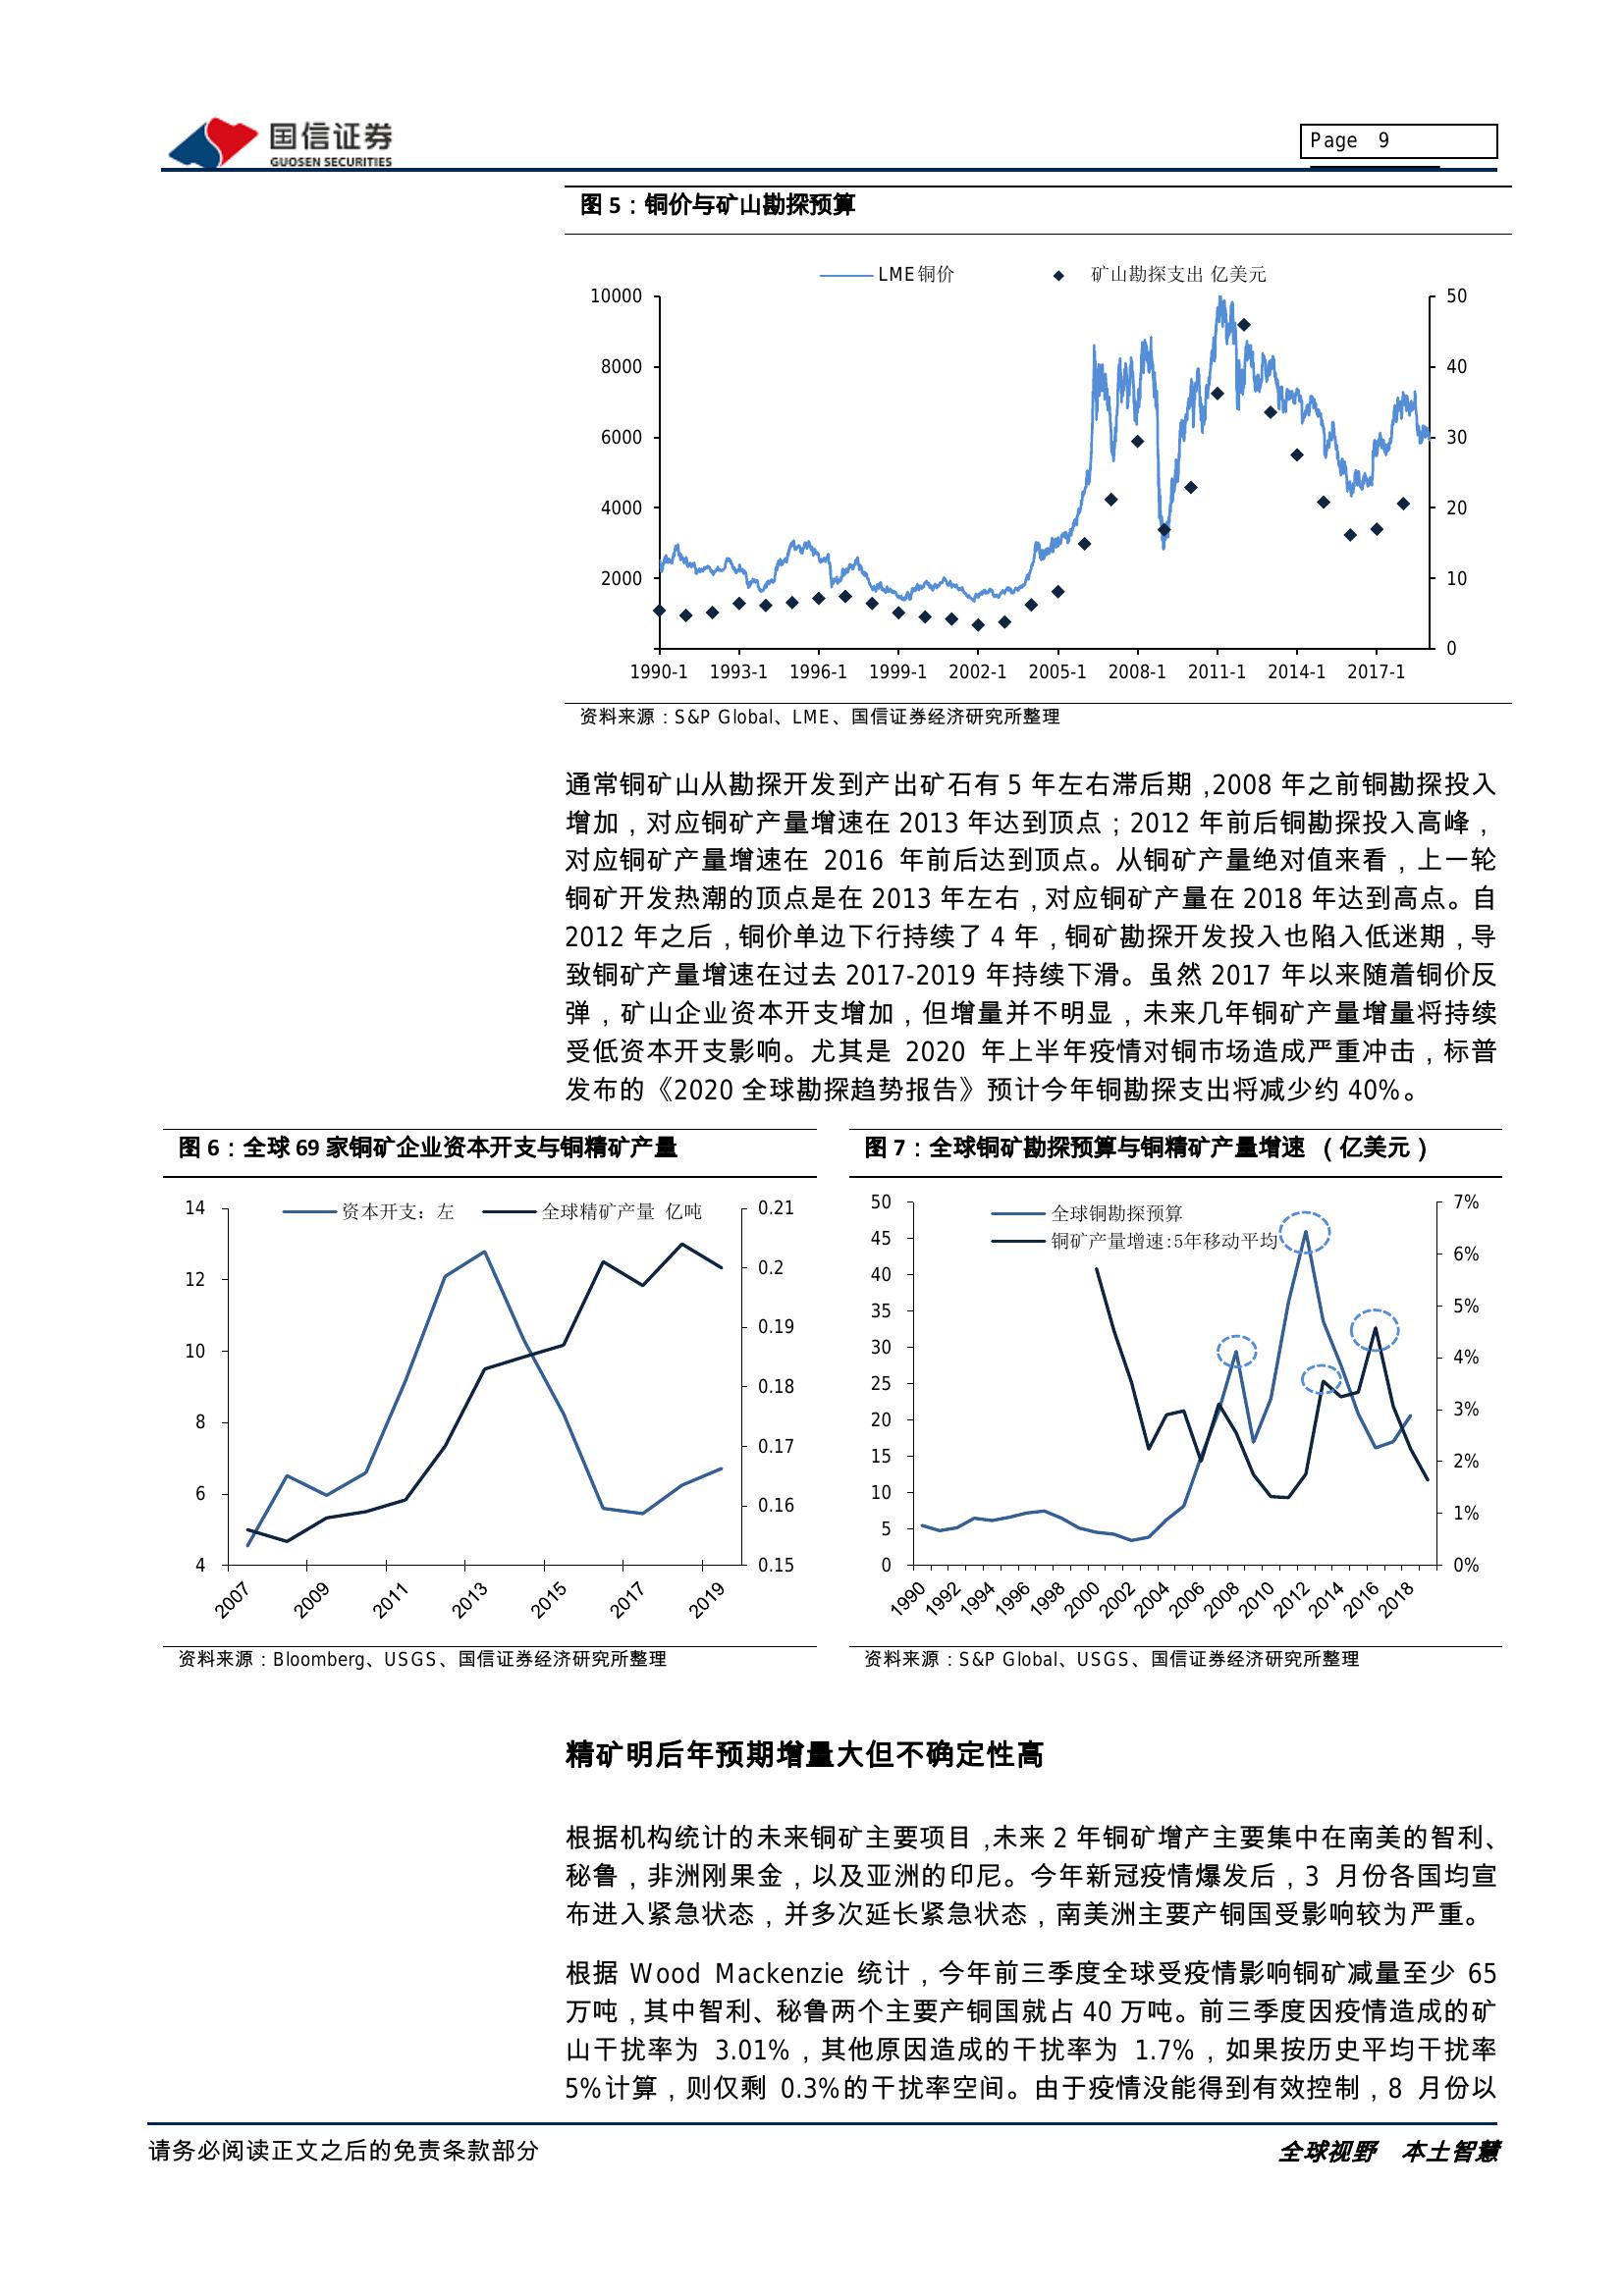 国信证券
GUOSEN SECURITIES
Page 9
图 5：铜价与矿山勘探预算
LME铜价 矿山勘探支出 亿美元
10000 50
8000 40
6000 30
4000 20
2000 10
0
1990-1 1993-1 1996-1 1999-1 2002-1 2005-1 2008-1 2011-1 2014-1 2017-1
资料来源：S&P Global、LME、国信证券经济研究所整理
通常铜矿山从勘探开发到产出矿石有 5 年左右滞后期，2008 年之前铜勘探投入
增加，对应铜矿产量增速在 2013 年达到顶点；2012 年前后铜勘探投入高峰，
对应铜矿产量增速在 2016 年前后达到顶点。从铜矿产量绝对值来看，上一轮
铜矿开发热潮的顶点是在 2013 年左右，对应铜矿产量在 2018 年达到高点。自
2012 年之后，铜价单边下行持续了 4 年，铜矿勘探开发投入也陷入低迷期，导
致铜矿产量增速在过去 2017-2019 年持续下滑。虽然 2017 年以来随着铜价反
弹，矿山企业资本开支增加，但增量并不明显，未来几年铜矿产量增量将持续
受低资本开支影响。尤其是 2020 年上半年疫情对铜市场造成严重冲击，标普
发布的《2020 全球勘探趋势报告》预计今年铜勘探支出将减少约 40%。
图 6：全球 69 家铜矿企业资本开支与铜精矿产量
资本开支：左 全球精矿产量 亿吨
14 0.21
12 0.2
0.19
10
0.18
8
0.17
6 0.16
4 0.15
2007 2009 2011 2013 2015 2017 2019
资料来源：Bloomberg、USGS、国信证券经济研究所整理
图 7：全球铜矿勘探预算与铜精矿产量增速 （亿美元）
全球铜勘探预算
铜矿产量增速:5年移动平均
50 7%
45 6%
40
35 5%
30 4%
25
20 3%
15 2%
10
5 1%
0 0%
1990 1992 1994 1996 1998 2000 2002 2004 2006 2008 2010 2012 2014 2016 2018
资料来源：S&P Global、USGS、国信证券经济研究所整理
精矿明后年预期增量大但不确定性高
根据机构统计的未来铜矿主要项目，未来 2 年铜矿增产主要集中在南美的智利、
秘鲁，非洲刚果金，以及亚洲的印尼。今年新冠疫情爆发后，3 月份各国均宣
布进入紧急状态，并多次延长紧急状态，南美洲主要产铜国受影响较为严重。
根据 Wood Mackenzie 统计，今年前三季度全球受疫情影响铜矿减量至少 65
万吨，其中智利、秘鲁两个主要产铜国就占 40 万吨。前三季度因疫情造成的矿
山干扰率为 3.01%，其他原因造成的干扰率为 1.7%，如果按历史平均干扰率
5%计算，则仅剩 0.3%的干扰率空间。由于疫情没能得到有效控制，8 月份以
请务必阅读正文之后的免责条款部分
全球视野 本土智慧